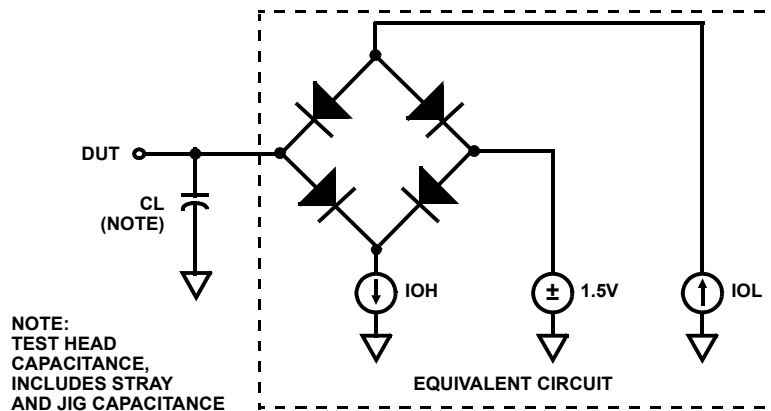 DUT
CL
(NOTE)
IOH
±
1.5V
IOL
NOTE:
TEST HEAD
CAPACITANCE,
INCLUDES STRAY
AND JIG CAPACITANCE
EQUIVALENT CIRCUIT